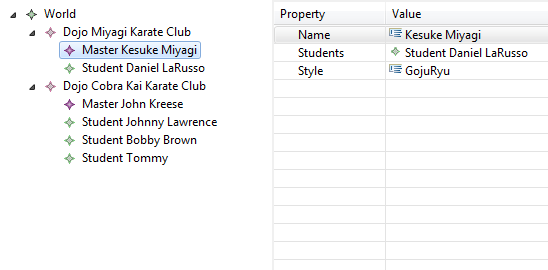 World
Dojo Miyagi Karate Club
Master Kesuke Miyagi
Student Daniel LaRusso
Dojo Cobra Kai Karate Club
Master John Kreese
Student Johnny Lawrence
Student Bobby Brown
Student Tommy
Property Value
Name Kesuke Miyagi
Students Student Daniel LaRusso
Style GojuRyu